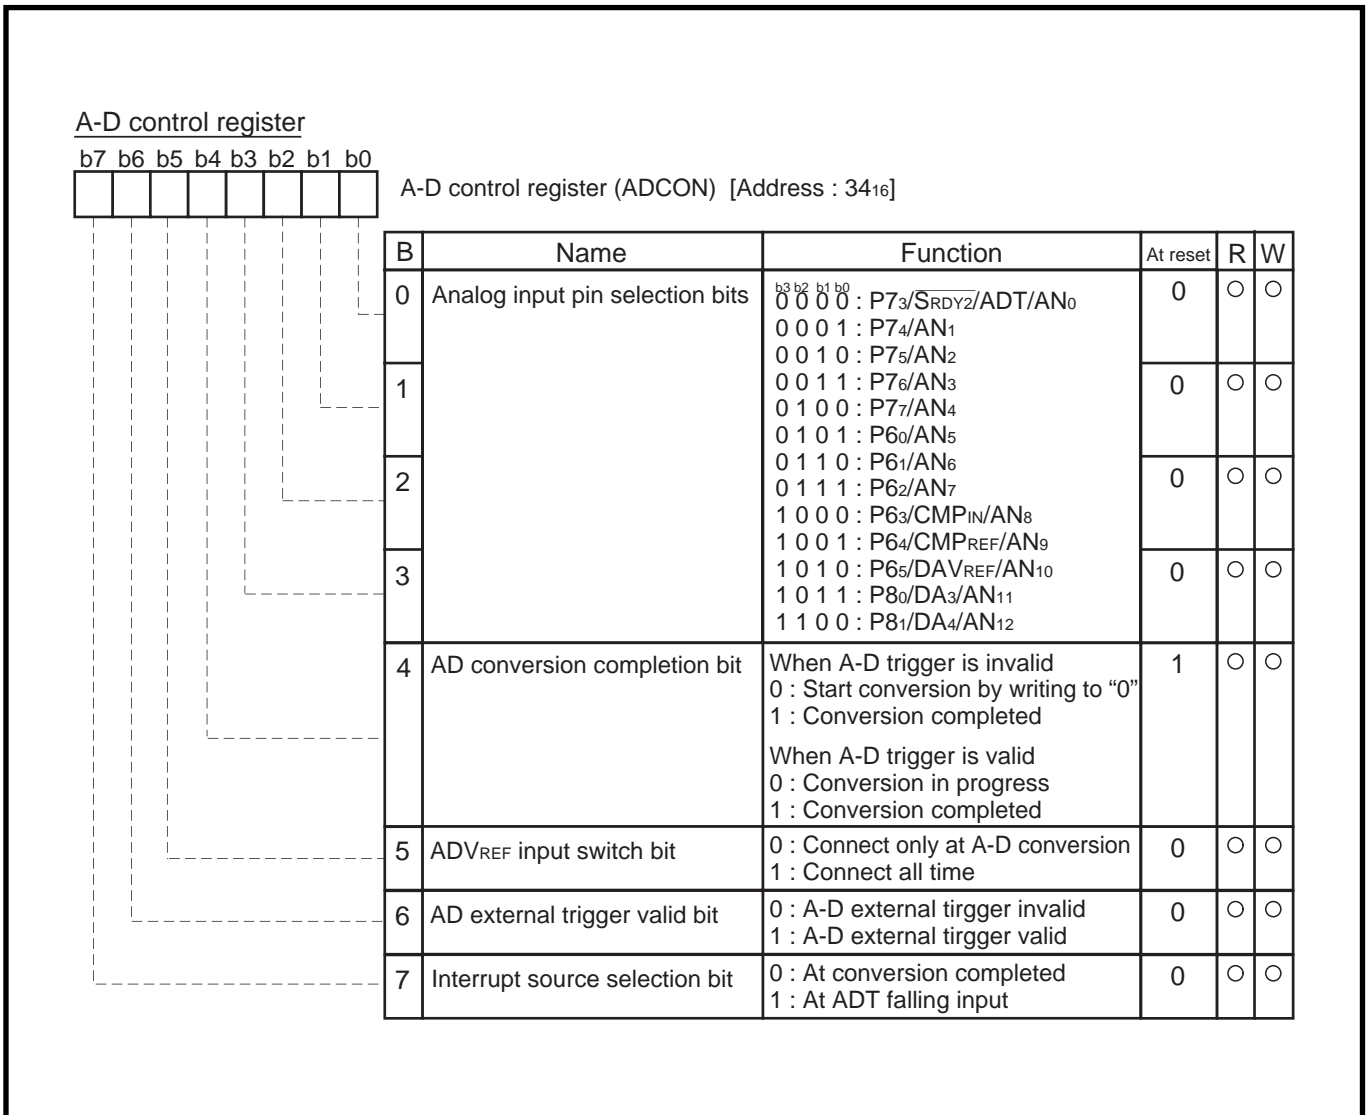 A-D control register
b7 b6 b5 b4 b3 b2 b1 b0
A-D control register (ADCON) [Address : 3416]
B Name Function At reset R W
0 Analog input pin selection bits b3 b2 b1 b0 0 ○ ○
0 0 0 0 : P73/SRDY2/ADT/AN0
0 0 0 1 : P74/AN1
0 0 1 0 : P75/AN2
1 0 0 1 1 : P76/AN3 0 ○ ○
0 1 0 0 : P77/AN4
0 1 0 1 : P60/AN5
0 1 1 0 : P61/AN6
2 0 1 1 1 : P62/AN7 0 ○ ○
1 0 0 0 : P63/CMPIN/AN8
1 0 0 1 : P64/CMPREF/AN9
3 1 0 1 0 : P65/DAVREF/AN10 0 ○ ○
1 0 1 1 : P80/DA3/AN11
1 1 0 0 : P81/DA4/AN12
4 AD conversion completion bit When A-D trigger is invalid 1 ○ ○
0 : Start conversion by writing to “0”
1 : Conversion completed
When A-D trigger is valid
0 : Conversion in progress
1 : Conversion completed
5 ADVREF input switch bit 0 : Connect only at A-D conversion 0 ○ ○
1 : Connect all time
6 AD external trigger valid bit 0 : A-D external tirgger invalid 0 ○ ○
1 : A-D external tirgger valid
7 Interrupt source selection bit 0 : At conversion completed 0 ○ ○
1 : At ADT falling input